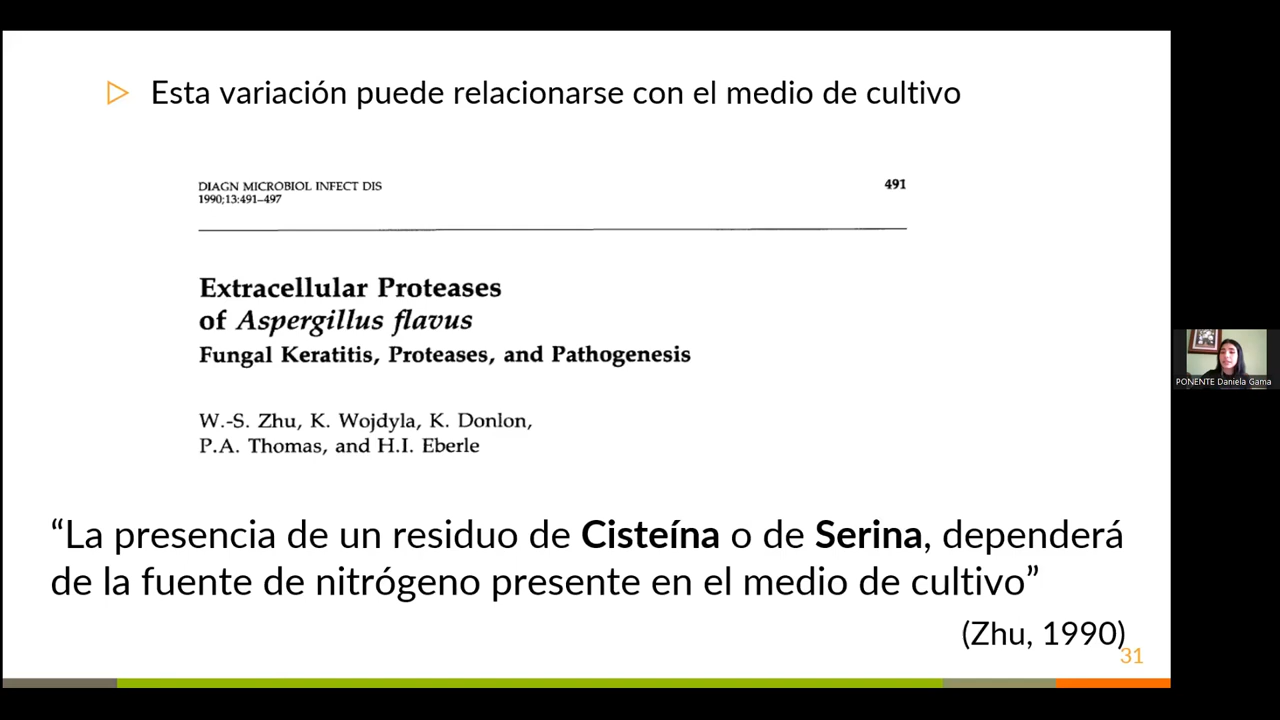 Esta variación puede relacionarse con el medio de cultivo
DIAGN MICROBIOL INFECT DIS
1990;13:491–497
491
Extracellular Proteases
of Aspergillus flavus
Fungal Keratitis, Proteases, and Pathogenesis
W.-S. Zhu, K. Wojdyla, K. Donlon,
P.A. Thomas, and H.I. Eberle
“La presencia de un residuo de Cisteína o de Serina, dependerá
de la fuente de nitrógeno presente en el medio de cultivo”
(Zhu, 1990)
31
PONENTE Daniela Gama